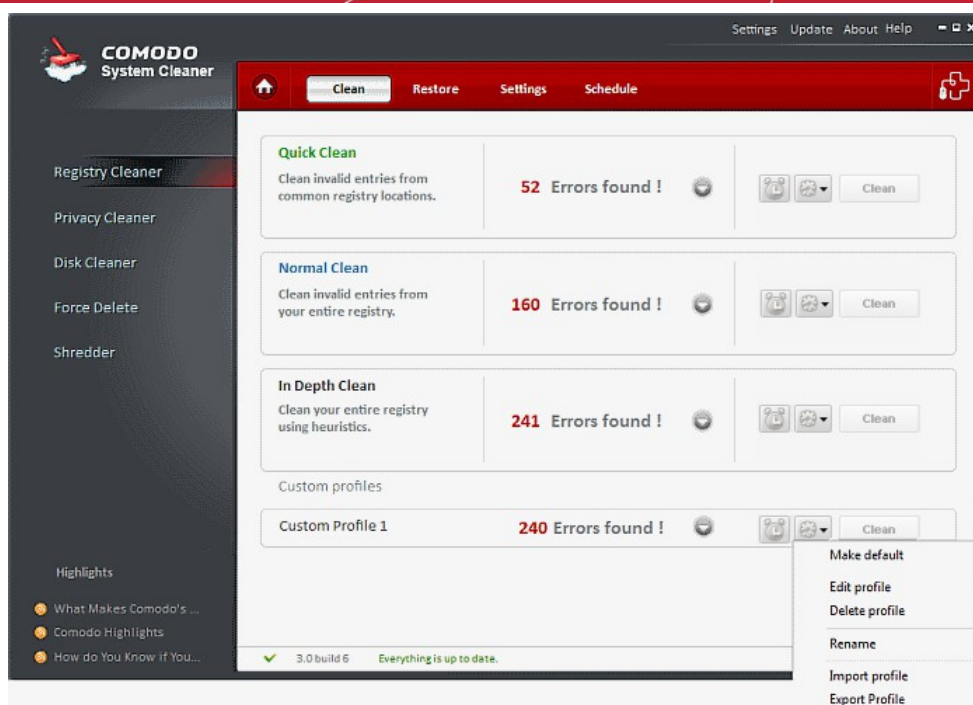 Settings Update About Help
COMODO
System Cleaner
Clean Restore Settings Schedule
Registry Cleaner
Privacy Cleaner
Disk Cleaner
Force Delete
Shredder
Quick Clean
Clean invalid entries from
common registry locations.
52 Errors found !
Clean
Normal Clean
Clean invalid entries from
your entire registry.
160 Errors found !
Clean
In Depth Clean
Clean your entire registry
using heuristics.
241 Errors found !
Clean
Custom profiles
Custom Profile 1
240 Errors found !
Clean
Make default
Edit profile
Delete profile
Rename
Import profile
Export Profile
Highlights
What Makes Comodo's ...
Comodo Highlights
How do You Know if You...
3.0 build 6 Everything is up to date.